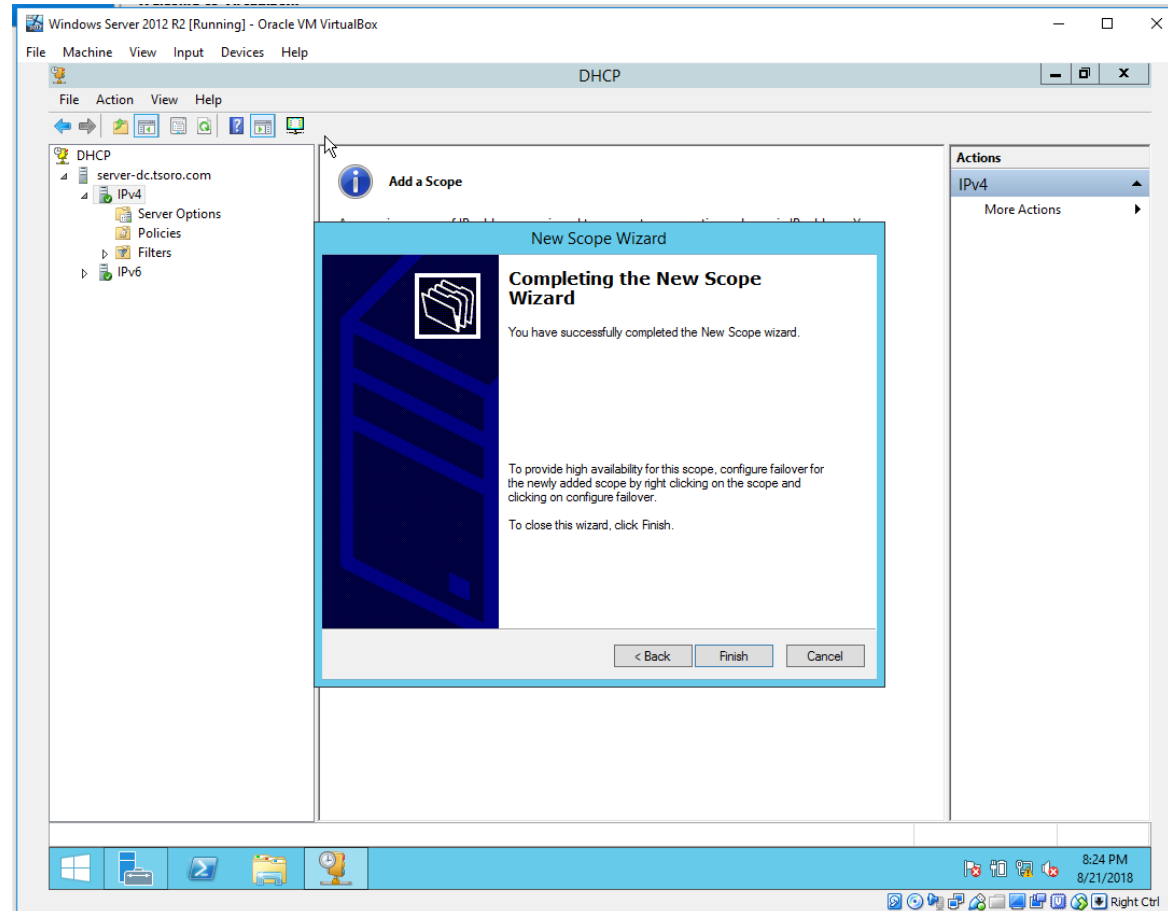 Windows Server 2012 R2 [Running] - Oracle VM VirtualBox
File Machine View Input Devices Help
DHCP
File Action View Help
DHCP
server-dc.tsoro.com
IPv4
Server Options
Policies
Filters
IPv6
Add a Scope
New Scope Wizard
Completing the New Scope
Wizard
You have successfully completed the New Scope wizard.
To provide high availability for this scope, configure failover for
the newly added scope by right clicking on the scope and
clicking on configure failover.
To close this wizard, click Finish.
< Back Finish Cancel
Actions
IPv4
More Actions
8:24 PM
8/21/2018
Right Ctrl